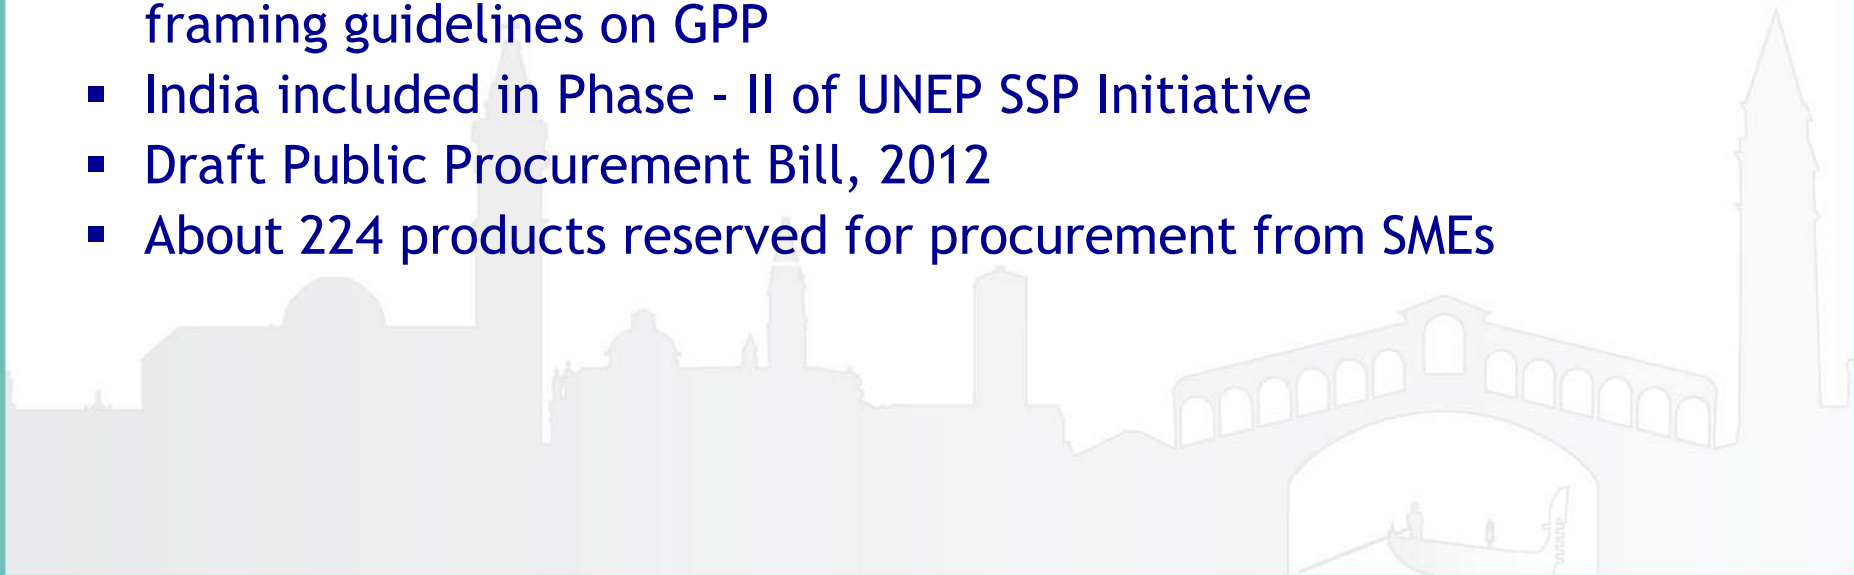 framing guidelines on GPP
▪ India included in Phase - II of UNEP SSP Initiative
▪ Draft Public Procurement Bill, 2012
▪ About 224 products reserved for procurement from SMEs